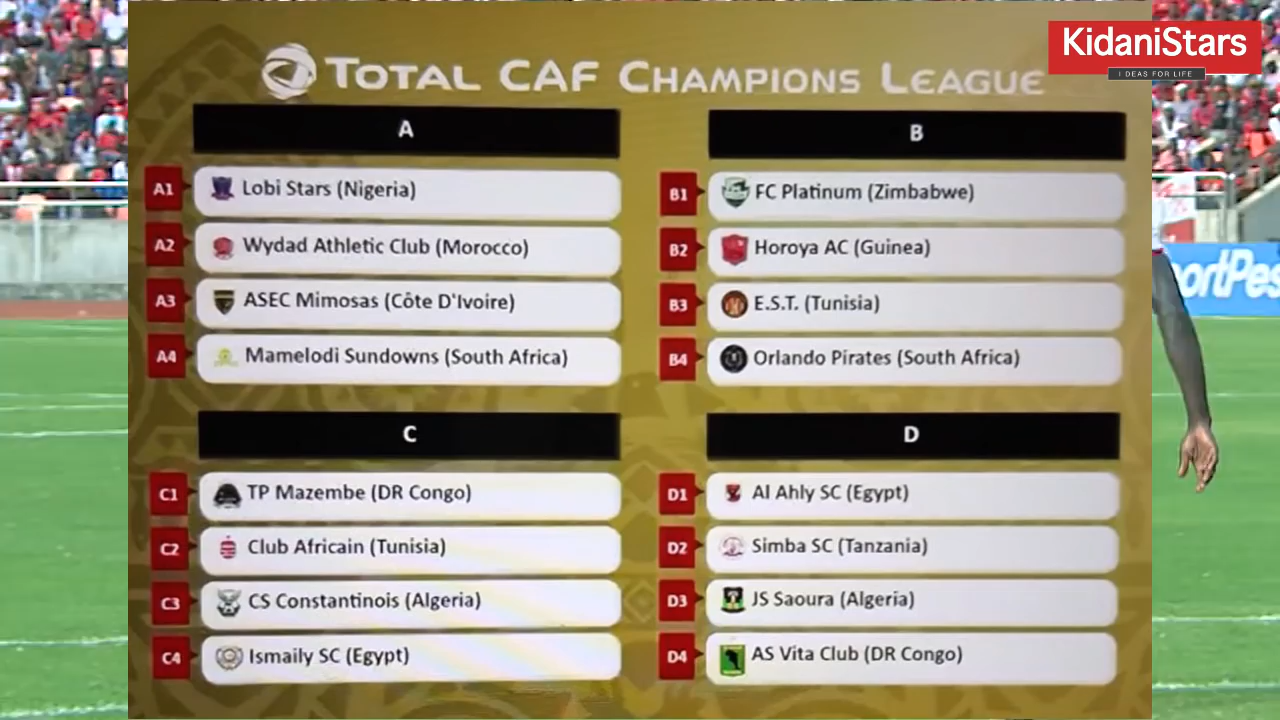 KidaniStars
IDEAS FOR LIFE
TOTAL CAF CHAMPIONS LEAGUE
A
A1 Lobi Stars (Nigeria)
A2 Wydad Athletic Club (Morocco)
A3 ASEC Mimosas (Côte D'Ivoire)
A4 Mamelodi Sundowns (South Africa)
B
B1 FC Platinum (Zimbabwe)
B2 Horoya AC (Guinea)
B3 E.S.T. (Tunisia)
B4 Orlando Pirates (South Africa)
C
C1 TP Mazembe (DR Congo)
C2 Club Africain (Tunisia)
C3 CS Constantinois (Algeria)
C4 Ismaily SC (Egypt)
D
D1 Al Ahly SC (Egypt)
D2 Simba SC (Tanzania)
D3 JS Saoura (Algeria)
D4 AS Vita Club (DR Congo)
ortPes